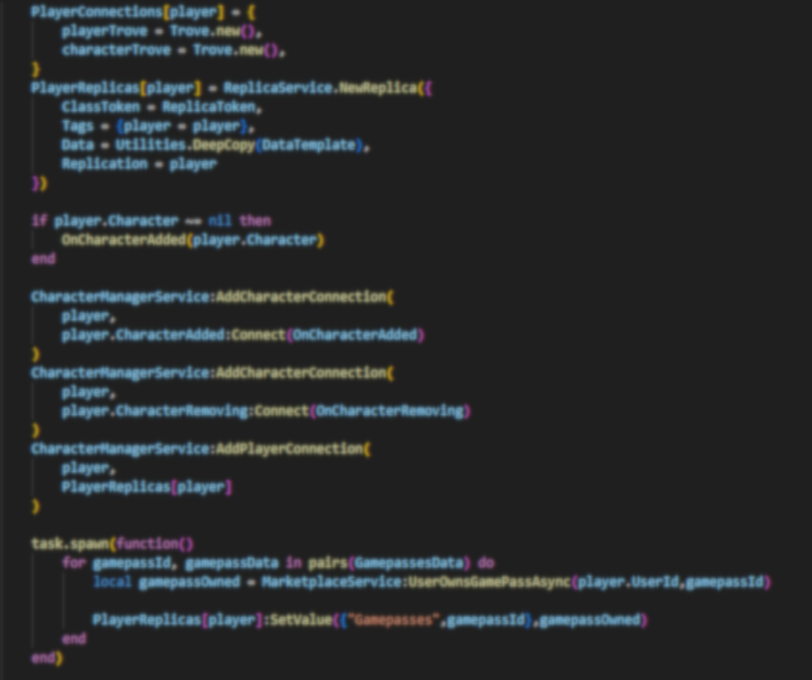 PlayerConnections[player] = {
playerTrove = Trove.new(),
characterTrove = Trove.new(),
}
PlayerReplicas[player] = ReplicaService.NewReplica({
ClassToken = ReplicaToken,
Tags = {player = player},
Data = Utilities.DeepCopy(DataTemplate),
Replication = player
})
if player.Character ~= nil then
OnCharacterAdded(player.Character)
end
CharacterManagerService:AddCharacterConnection(
player,
player.CharacterAdded:Connect(OnCharacterAdded)
)
CharacterManagerService:AddCharacterConnection(
player,
player.CharacterRemoving:Connect(OnCharacterRemoving)
)
CharacterManagerService:AddPlayerConnection(
player,
PlayerReplicas[player]
)
task.spawn(function()
for gamepassId, gamepassData in pairs(GamepassesData) do
local gamepassOwned = MarketplaceService:UserOwnsGamePassAsync(player.UserId,gamepassId)
PlayerReplicas[player]:SetValue({"Gamepasses",gamepassId},gamepassOwned)
end
end)